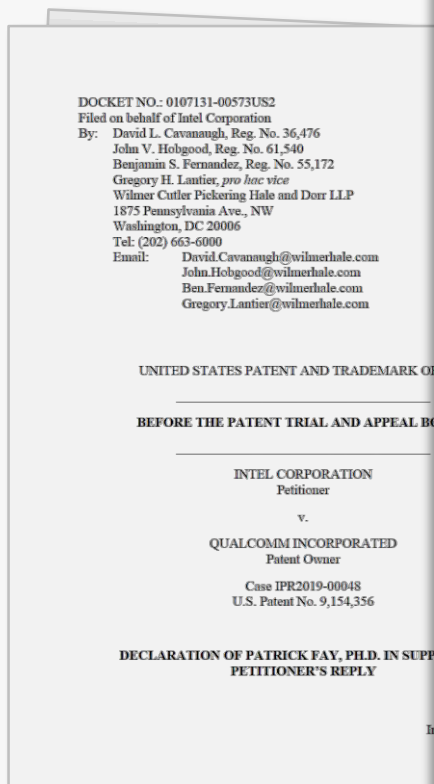 DOCKET NO.: 0107131-00573US2
Filed on behalf of Intel Corporation
By: David L. Cavanaugh, Reg. No. 36,476
John V. Hobgood, Reg. No. 61,540
Benjamin S. Fernandez, Reg. No. 55,172
Gregory H. Lantier, pro hac vice
Wilmer Cutler Pickering Hale and Dorr LLP
1875 Pennsylvania Ave., NW
Washington, DC 20006
Tel: (202) 663-6000
Email: David.Cavanaugh@wilmerhale.com
John.Hobgood@wilmerhale.com
Ben.Fernandez@wilmerhale.com
Gregory.Lantier@wilmerhale.com
UNITED STATES PATENT AND TRADEMARK
BEFORE THE PATENT TRIAL AND APPEAL
INTEL CORPORATION
Petitioner
v.
QUALCOMM INCORPORATED
Patent Owner
Case IPR2019-00048
U.S. Patent No. 9,154,356
DECLARATION OF PATRICK FAY, PH.D. IN
PETITIONER'S REPLY